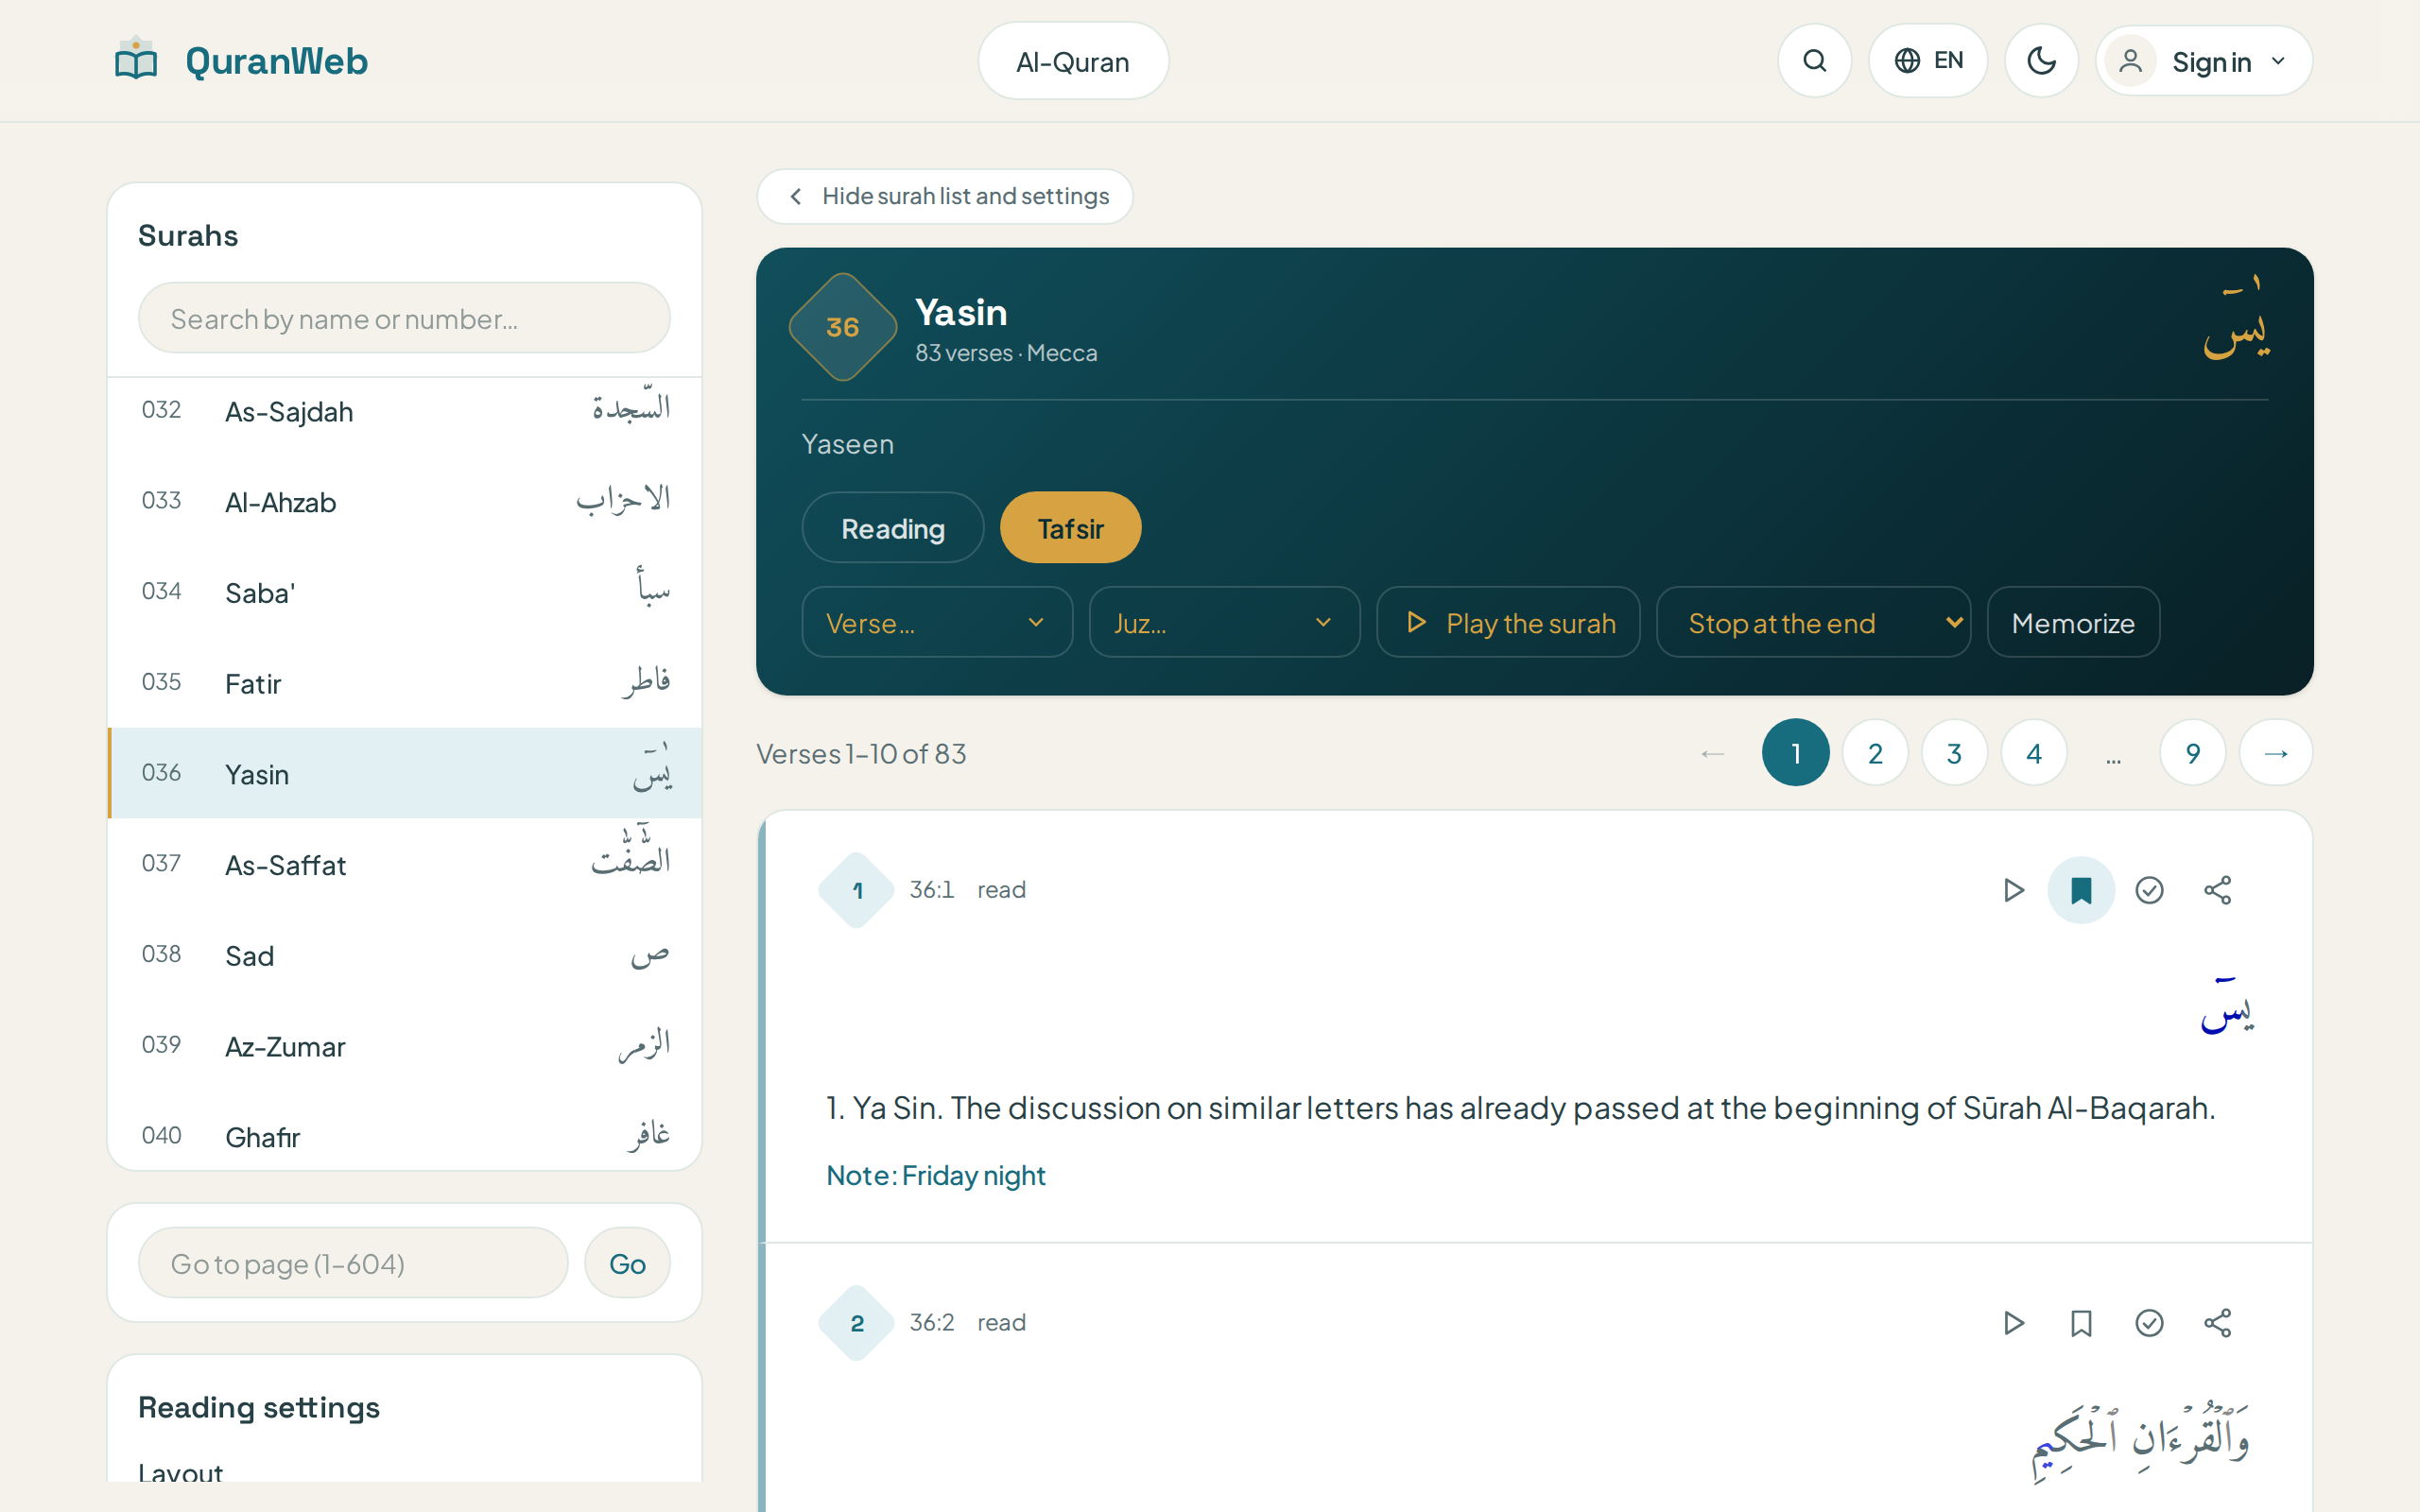 QuranWeb
Al-Quran
EN
Sign in
Surahs
Search by name or number...
032 As-Sajdah السّجدة
033 Al-Ahzab الاحزاب
034 Saba' سبأ
035 Fatir فاطر
036 Yasin يٰسۤ
037 As-Saffat الصّٰۤفّٰت
038 Sad ص
039 Az-Zumar الزمر
040 Ghafir غافر
Go to page (1-604)
Go
Reading settings
Layout
Hide surah list and settings
36
Yasin
يٰسۤ
83 verses · Mecca
Yaseen
Reading
Tafsir
Verse...
Juz...
Play the surah
Stop at the end
Memorize
Verses 1–10 of 83
← 1 2 3 4 ... 9 →
1 36:1 read
يسٓ
1. Ya Sin. The discussion on similar letters has already passed at the beginning of Sūrah Al-Baqarah.
Note: Friday night
2 36:2 read
وَٱلْقُرْءَانِ ٱلْحَكِيمِ